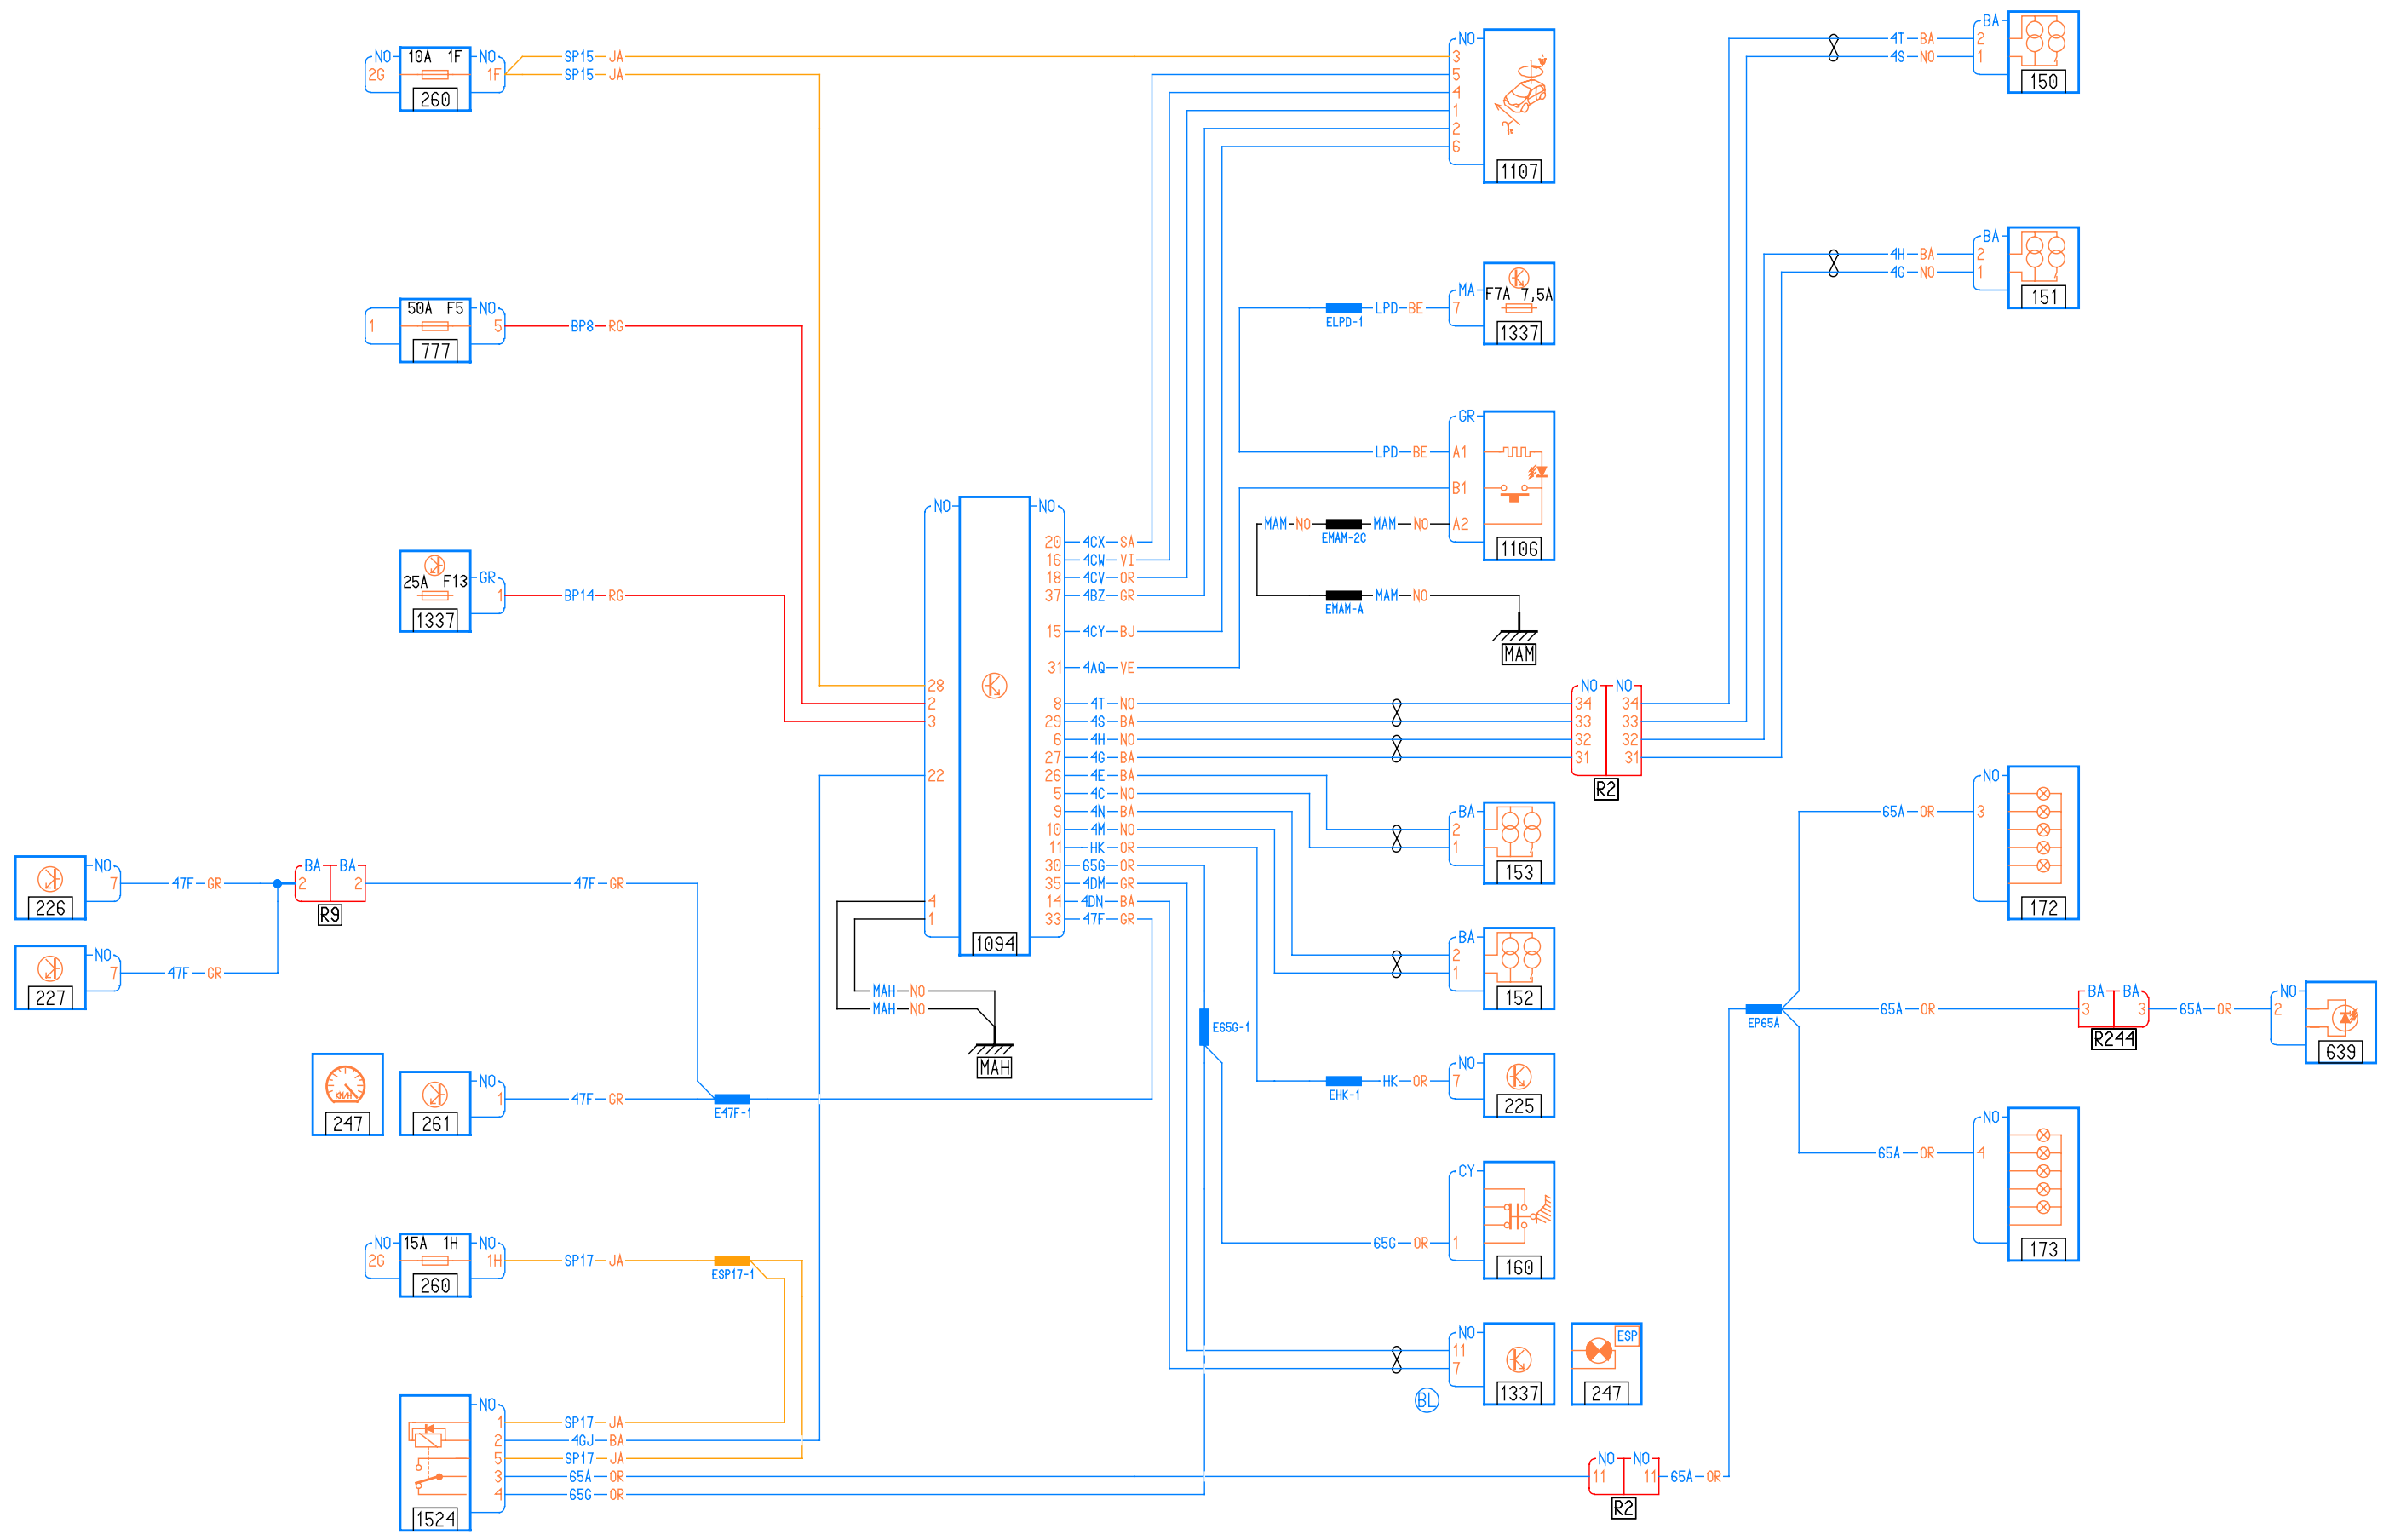 NO 10A 1F NO
2G 1F
260
SP15 JA
SP15 JA
NO
3
5
4
1
2
6
1107
4T BA
4S NO
BA
2
1
150
4H BA
4G NO
BA
2
1
151
50A F5 NO
1 5
777
BP8 RG
ELPD-1
LPD BE
MA
7
F7A 7,5A
1337
GR
LPD BE A1
B1
MAM NO
EMAM-2C
MAM NO A2
1106
EMAM-A
MAM NO
MAM
25A F13
GR
1
1337
BP14 RG
NO NO
28
2
3
22
4
1
1094
20 4CX SA
16 4CW VI
18 4CV OR
37 4BZ GR
15 4CY BJ
31 4AQ VE
8 4T NO
29 4S BA
6 4H NO
27 4G BA
26 4E BA
5 4C NO
9 4N BA
10 4M NO
11 HK OR
30 65G OR
35 4DM GR
14 4DN BA
33 47F GR
MAH NO
MAH NO
MAH
NO NO
34 34
33 33
32 32
31 31
R2
BA
2
1
153
BA
2
1
152
E65G-1
EHK-1
HK OR
NO
7
225
CY
65G OR 1
160
NO
11
7
1337
BL
ESP
247
NO
7
226
47F GR
BA BA
2 2
R9
47F GR
NO
7
227
47F GR
247
NO
1
261
47F GR
E47F-1
NO 15A 1H NO
2G 1H
260
SP17 JA
ESP17-1
NO
1 SP17 JA
2 4GJ BA
5 SP17 JA
3 65A OR
4 65G OR
1524
NO NO
11 11
R2
65A OR
EP65A
65A OR
NO
3
172
65A OR
BA BA
3 3
R244
65A OR
NO
2
639
65A OR
NO
4
173